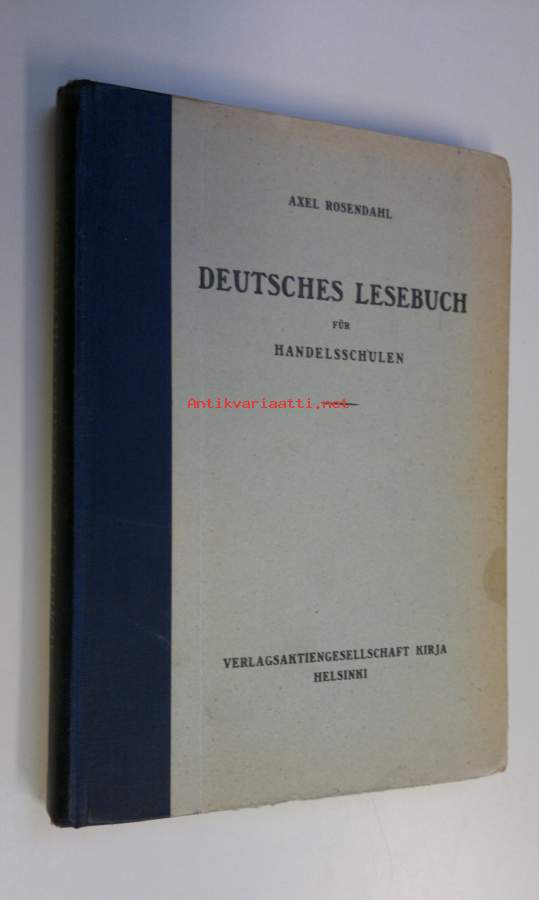 AXEL ROSENDAHL
DEUTSCHES LESEBUCH
FÜR
HANDELSSCHULEN
Antikvariaatti.net
VERLAGSAKTIENGESELLSCHAFT KIRJA
HELSINKI